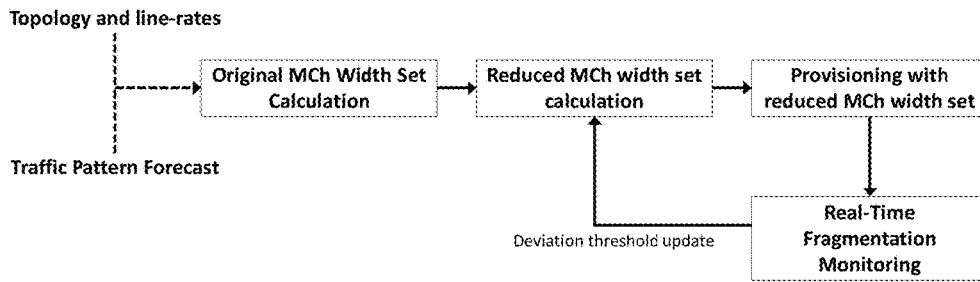 Topology and line-rates
Original MCh Width Set
Calculation
Reduced MCh width set
calculation
Provisioning with
reduced MCh width set
Traffic Pattern Forecast
Real-Time
Fragmentation
Monitoring
Deviation threshold update